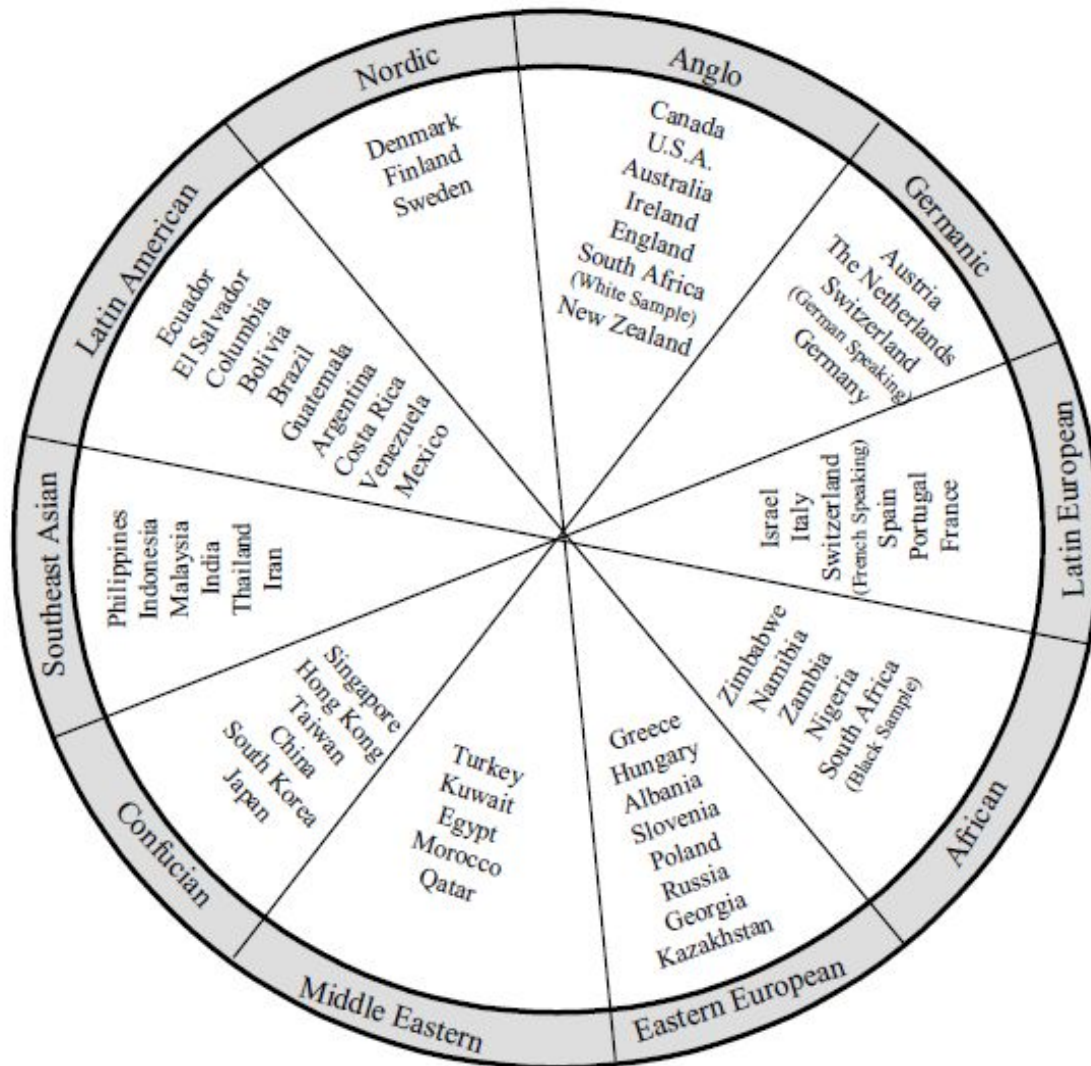 Nordic
Denmark
Finland
Sweden
Anglo
Canada
U.S.A.
Australia
Ireland
England
South Africa
(White Sample)
New Zealand
Germanic
Austria
The Netherlands
Switzerland
(German Speaking)
Germany
Latin European
Israel
Italy
Switzerland
(French Speaking)
Spain
Portugal
France
African
Zimbabwe
Namibia
Zambia
Nigeria
South Africa
(Black Sample)
Eastern European
Greece
Hungary
Albania
Slovenia
Poland
Russia
Georgia
Kazakhstan
Middle Eastern
Turkey
Kuwait
Egypt
Morocco
Qatar
Confucian
Singapore
Hong Kong
Taiwan
China
South Korea
Japan
Southeast Asian
Philippines
Indonesia
Malaysia
India
Thailand
Iran
Latin American
Ecuador
El Salvador
Columbia
Bolivia
Brazil
Guatemala
Argentina
Costa Rica
Venezuela
Mexico